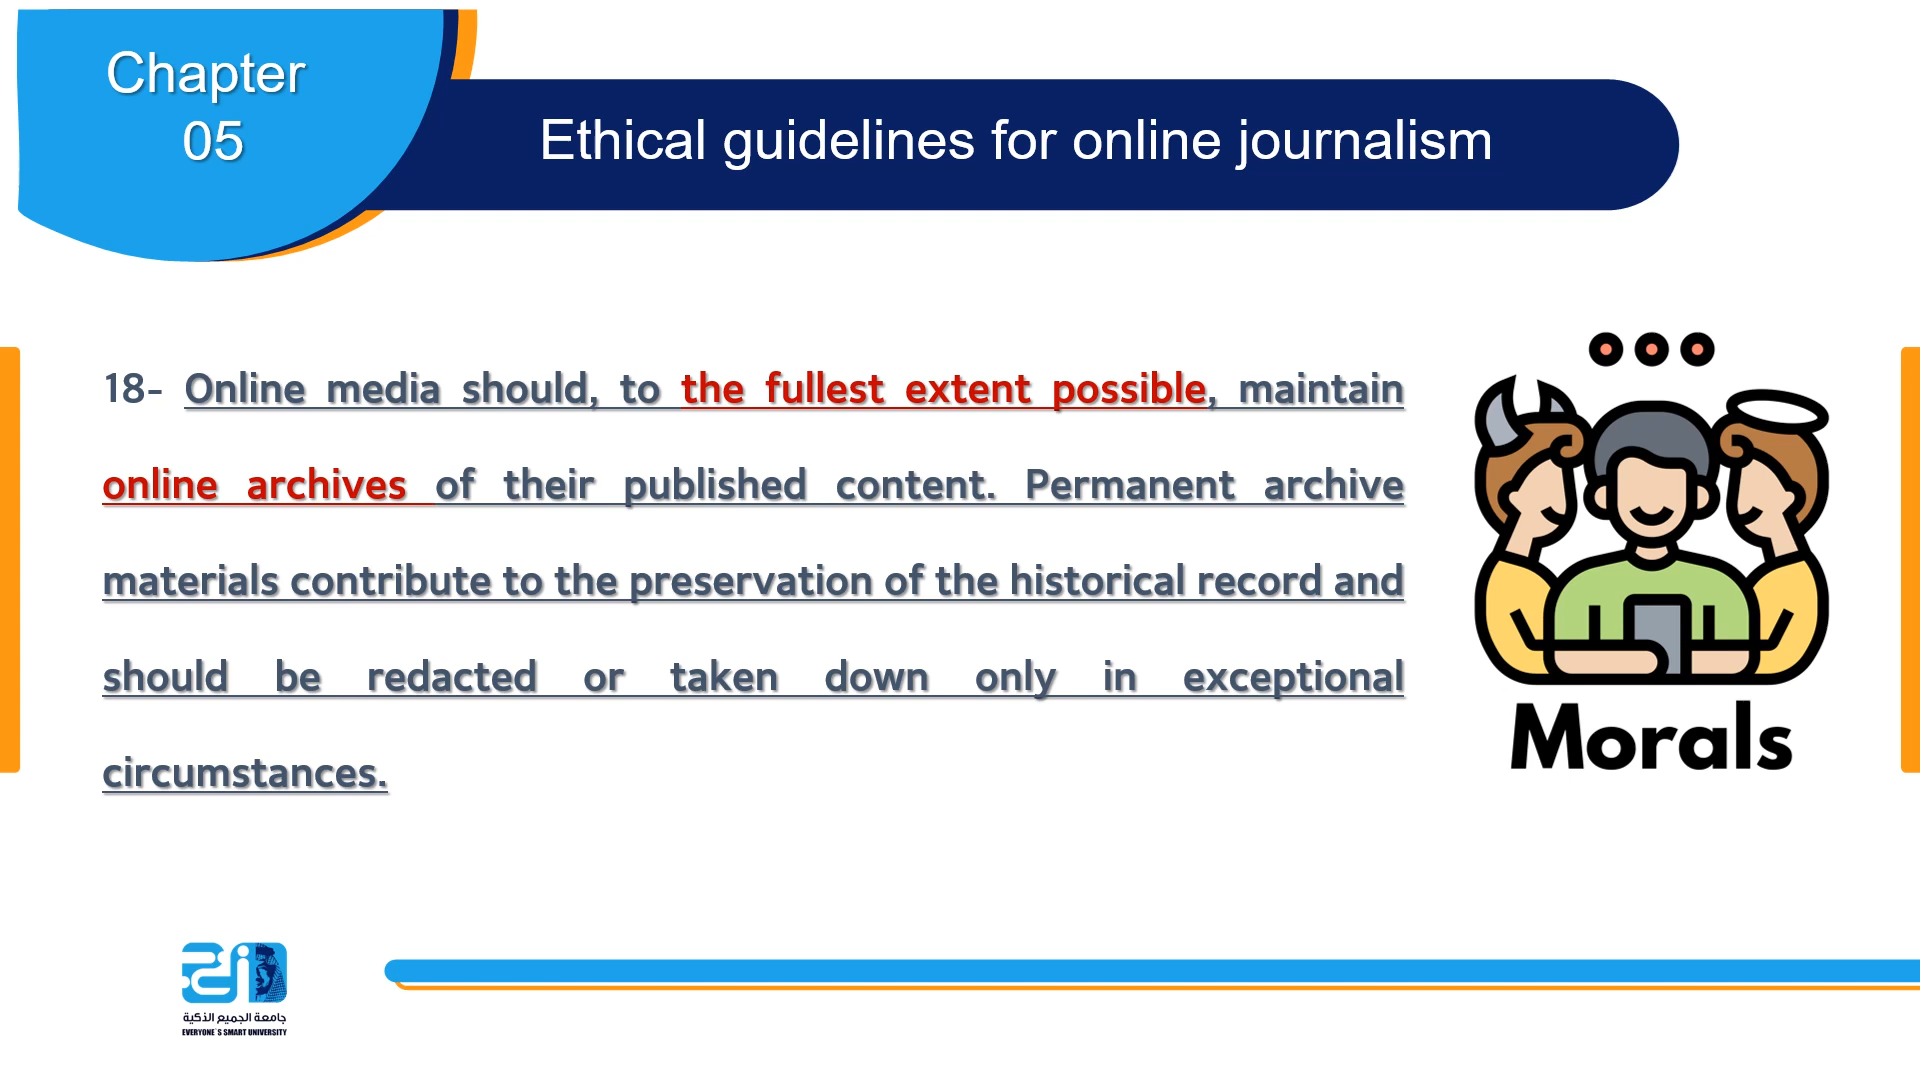 Chapter
05
Ethical guidelines for online journalism
18- Online media should, to the fullest extent possible, maintain
online archives of their published content. Permanent archive
materials contribute to the preservation of the historical record and
should be redacted or taken down only in exceptional
circumstances.
Morals
جامعة الجميع الذكية
EVERYONE`S SMART UNIVERSITY